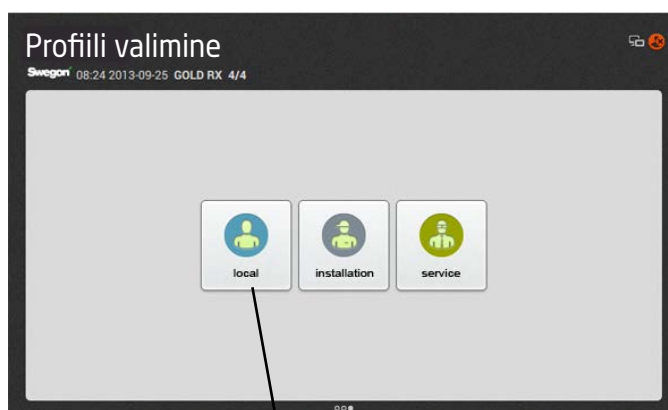 Profiili valimine
Swegon 08:24 2013-09-25 GOLD RX 4/4
local
installation
service